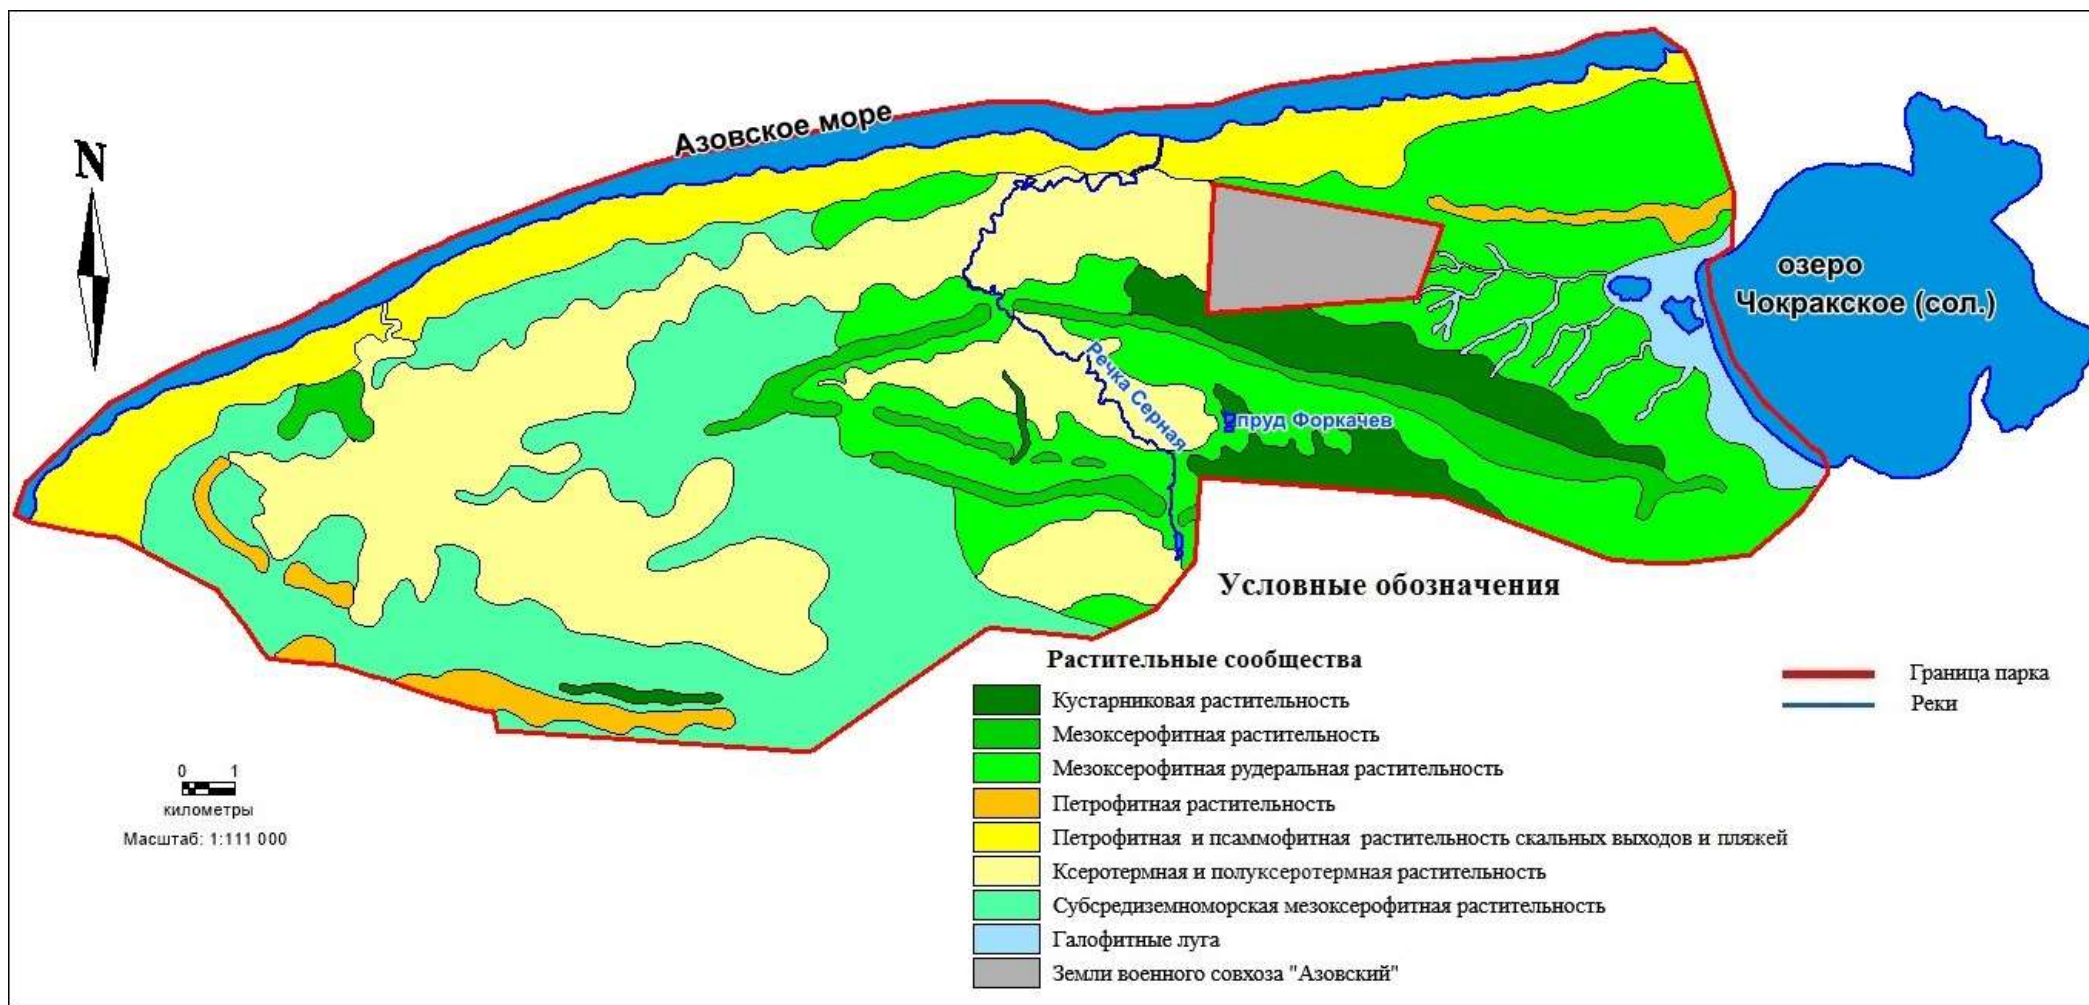 Азовское море
N
озеро
Чокракское (сол.)
Речка Серная
пруд Форкачев
Условные обозначения
Растительные сообщества
Кустарниковая растительность
Мезоксерофитная растительность
Мезоксерофитная рудеральная растительность
Петрофитная растительность
Петрофитная и псаммофитная растительность скальных выходов и пляжей
Ксеротермная и полуксеротермная растительность
Субсредиземноморская мезоксерофитная растительность
Галофитные луга
Земли военного совхоза "Азовский"
Граница парка
Реки
0 1
километры
Масштаб: 1:111 000